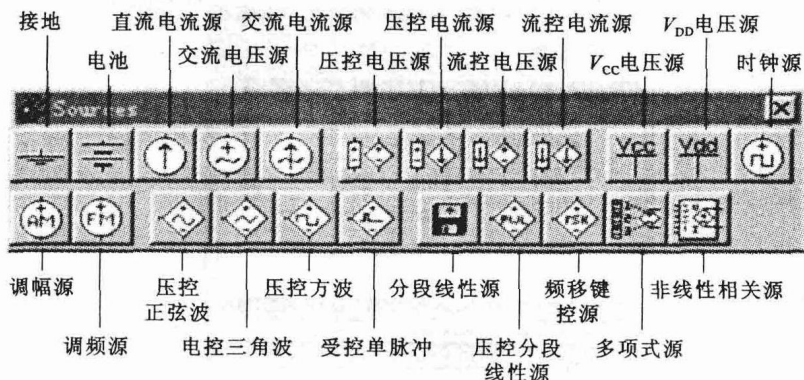 接地 直流电流源 交流电流源 压控电流源 流控电流源 VDD电压源
电池 交流电压源 压控电压源 流控电压源 VCC电压源 时钟源
Sources
Vcc Vdd
AM FM PWL FSK
调幅源 压控正弦波 压控方波 分段线性源 频移键控源 非线性相关源
调频源 电控三角波 受控单脉冲 压控分段线性源 多项式源